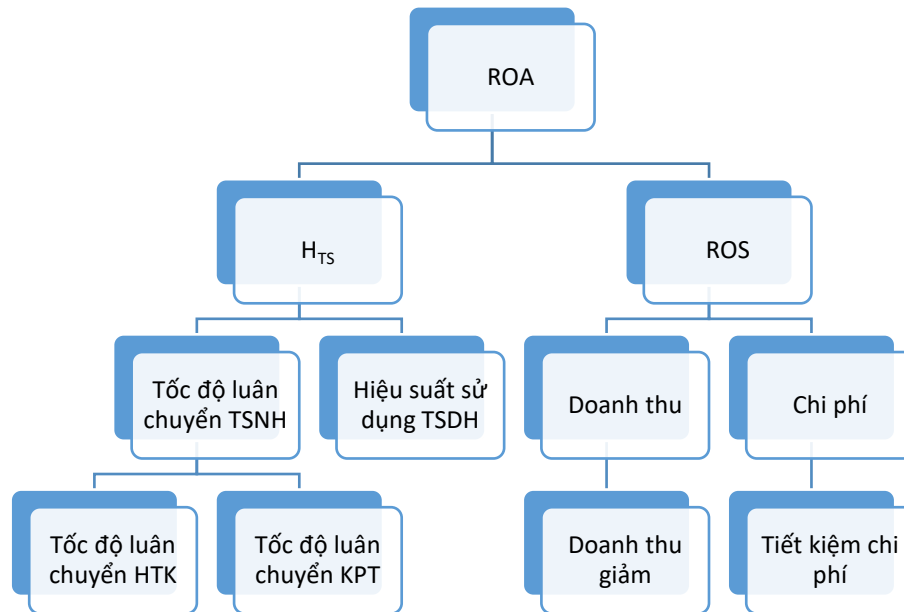 ROA
H_TS
ROS
Tốc độ luân
chuyển TSNH
Hiệu suất sử
dụng TSDH
Doanh thu
Chi phí
Tốc độ luân
chuyển HTK
Tốc độ luân
chuyển KPT
Doanh thu
giảm
Tiết kiệm chi
phí